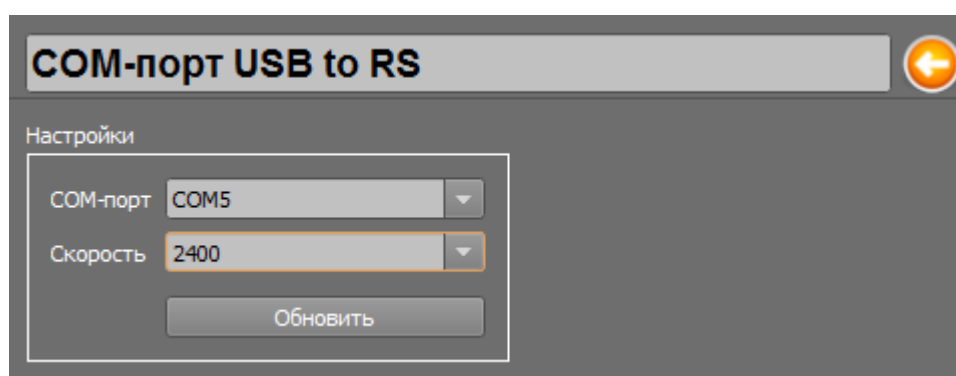 COM-порт USB to RS
Настройки
COM-порт COM5
Скорость 2400
Обновить